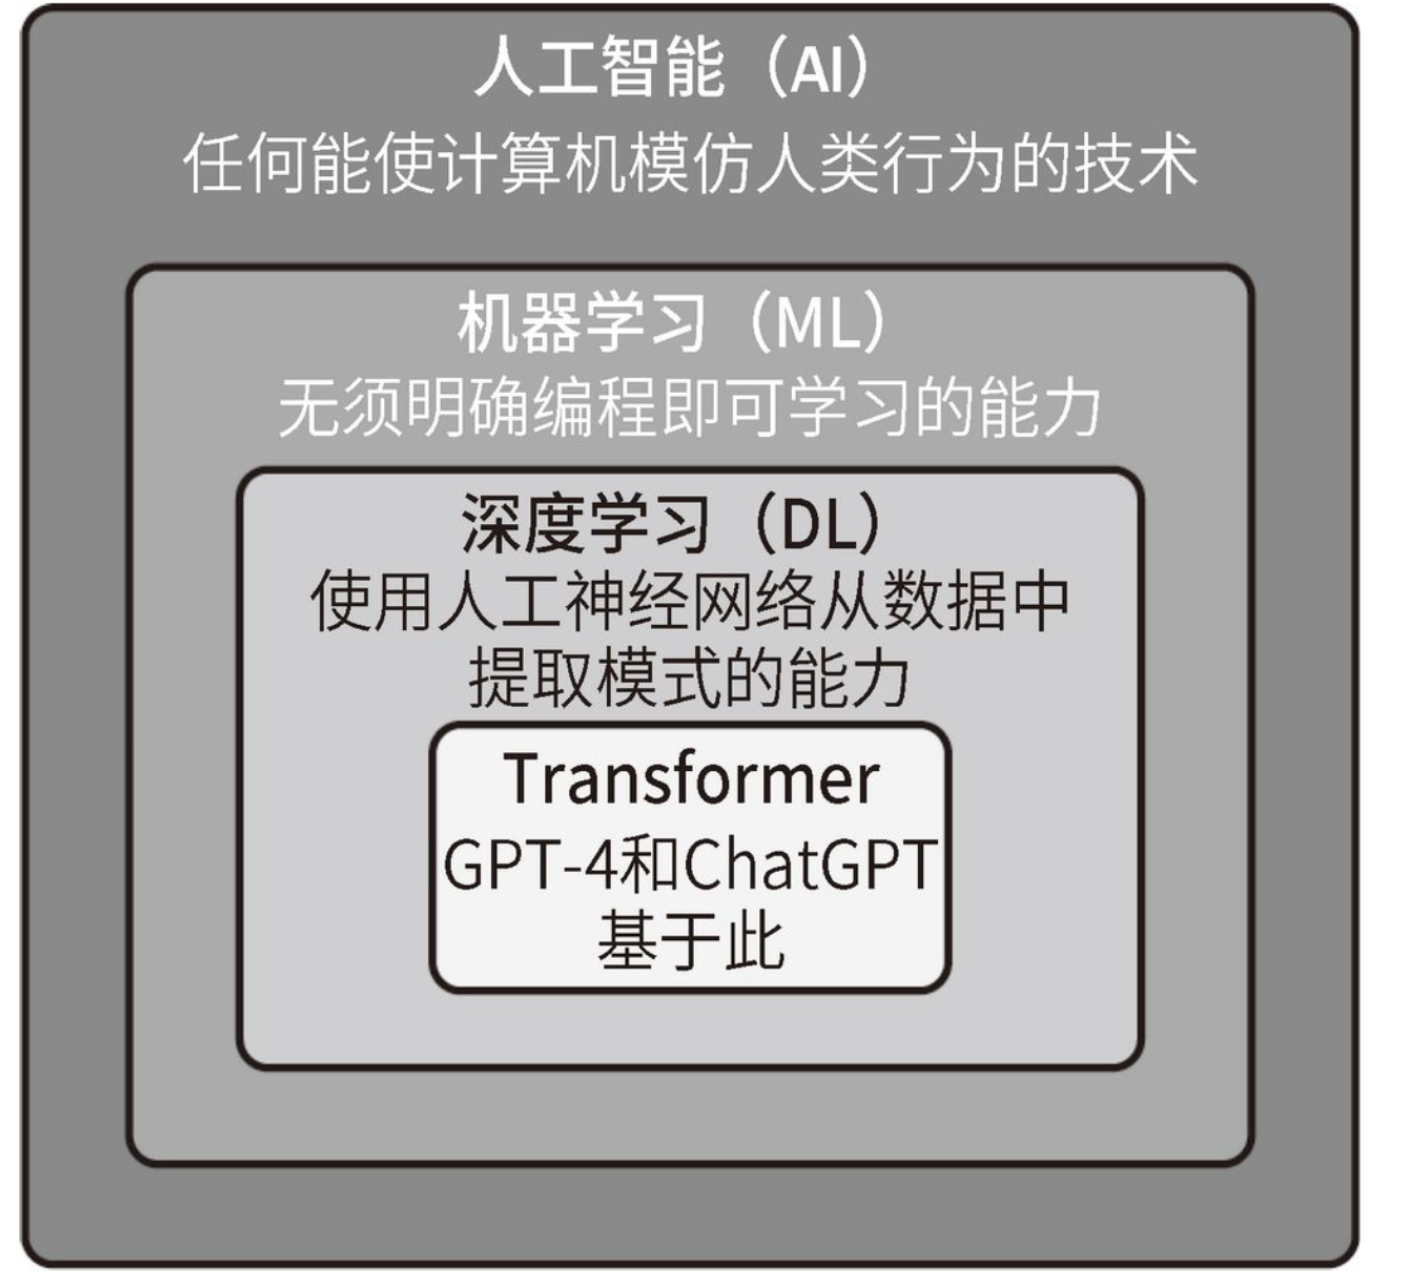 人工智能（AI）
任何能使计算机模仿人类行为的技术
机器学习（ML）
无须明确编程即可学习的能力
深度学习（DL）
使用人工神经网络从数据中
提取模式的能力
Transformer
GPT-4和ChatGPT
基于此